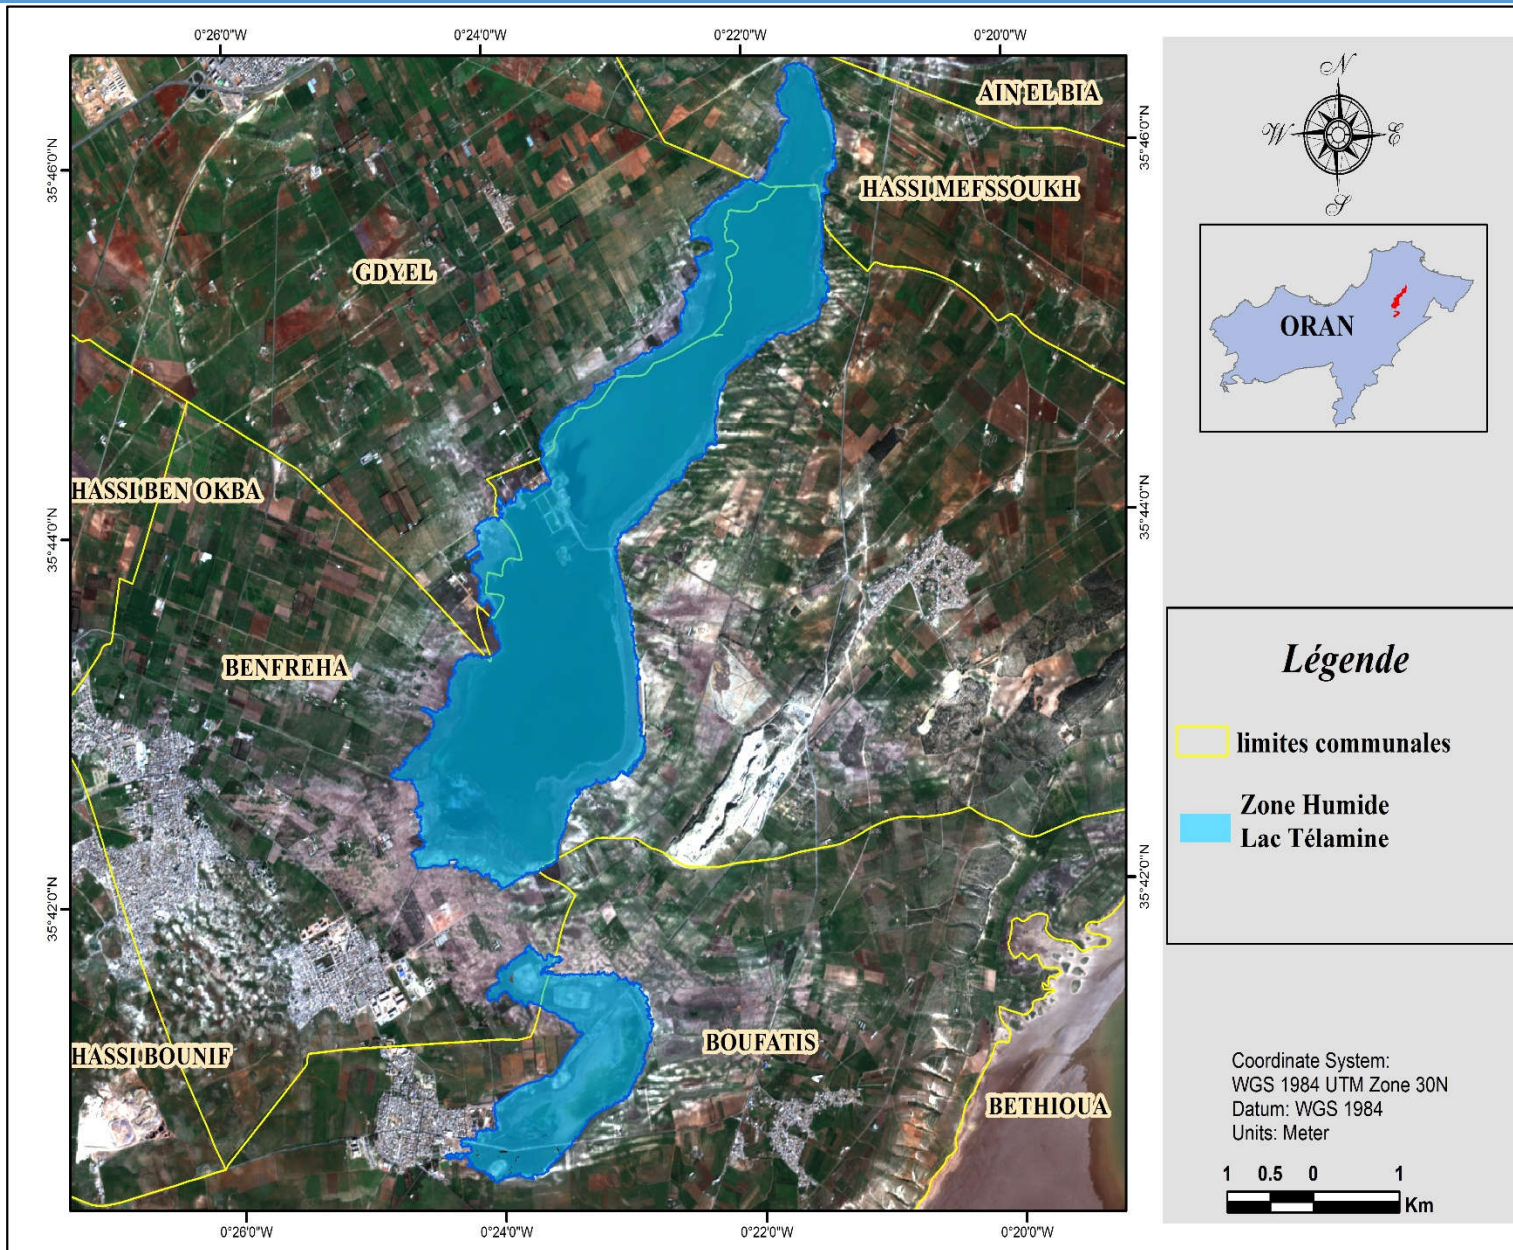 0°26'0"W 0°24'0"W 0°22'0"W 0°20'0"W
35°46'0"N
35°44'0"N
35°42'0"N
AIN EL BIA
HASSI MEFSSOUKH
GDYEL
HASSI BEN OKBA
BENFREHA
HASSI BOUNIF
BOUFATIS
BETHIOUA
35°46'0"N
35°44'0"N
35°42'0"N
0°26'0"W 0°24'0"W 0°22'0"W 0°20'0"W
N
W E
S
ORAN
Légende
limites communales
Zone Humide
Lac Télamine
Coordinate System:
WGS 1984 UTM Zone 30N
Datum: WGS 1984
Units: Meter
1 0.5 0 1
Km